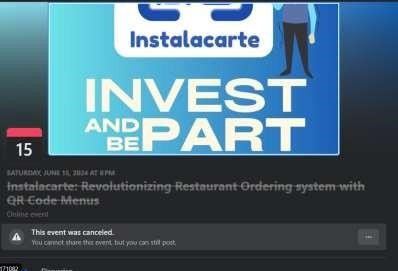 Instalacarte
INVEST
AND
BE PART
15
SATURDAY, JUNE 15, 2024 AT 8 PM
Instalacarte: Revolutionizing Restaurant Ordering system with
QR Code Menus
Online event
This event was canceled.
You cannot share this event, but you can still post.
...